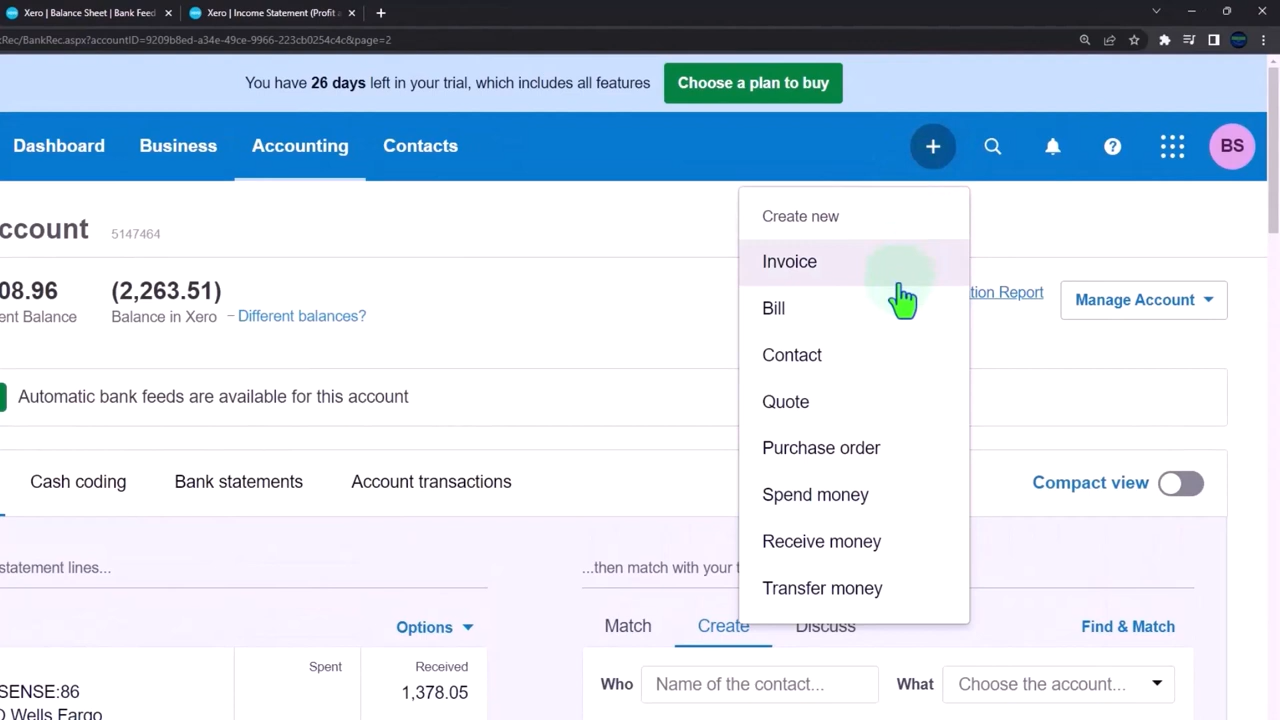 Xero | Balance Sheet | Bank Feed
Xero | Income Statement (Profit
Rec/BankRec.aspx?accountID=9209b8ed-a34e-49ce-9966-223cb0254c4c&page=2
You have 26 days left in your trial, which includes all features
Choose a plan to buy
Dashboard Business Accounting Contacts
BS
ccount 5147464
Create new
Invoice
Bill
Contact
Quote
Purchase order
Spend money
Receive money
Transfer money
08.96 (2,263.51)
ent Balance Balance in Xero Different balances?
tion Report
Manage Account
Automatic bank feeds are available for this account
Cash coding Bank statements Account transactions Compact view
statement lines... ...then match with your t
Options
Match Create Discuss Find & Match
Spent Received
SENSE:86 1,378.05
O Wells Fargo
Who Name of the contact... What Choose the account...